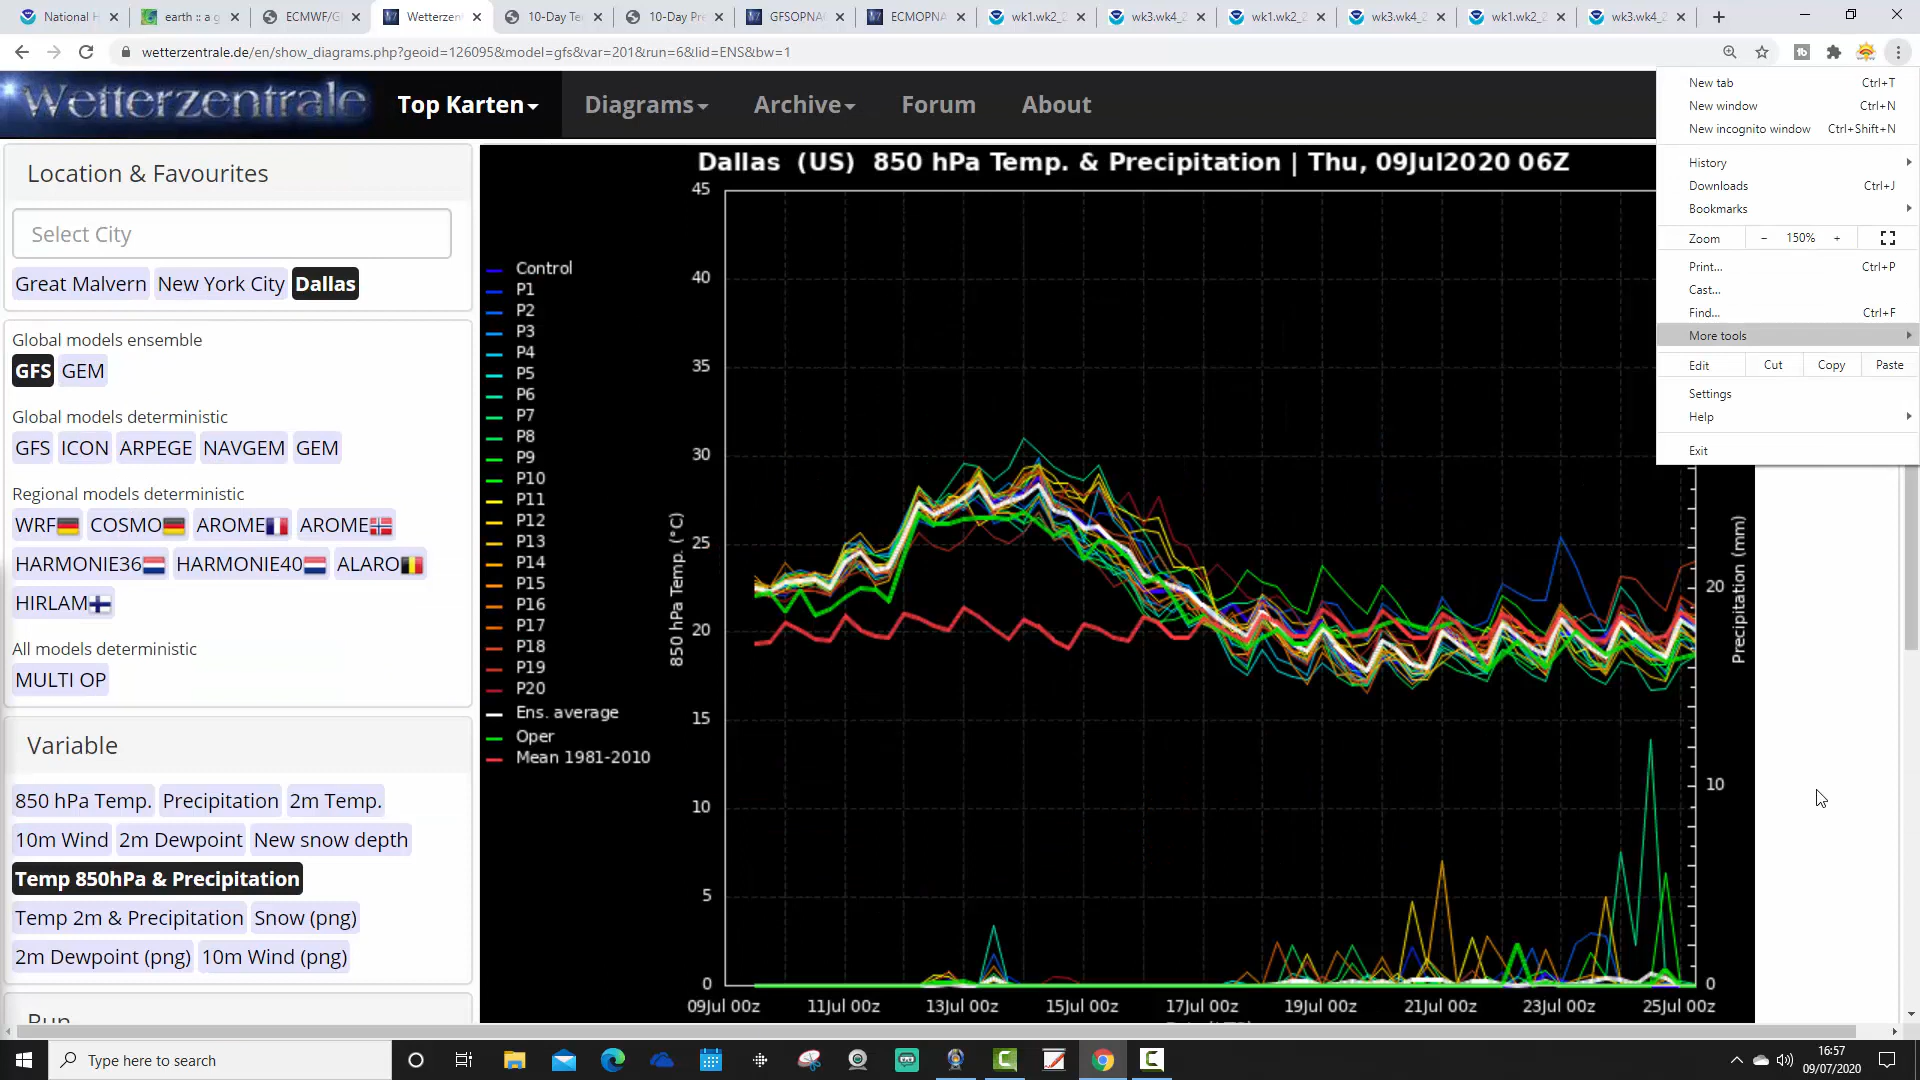 National H
earth :: a g
ECMWF/G
Wetterzen
10-Day Te
10-Day Pre
GFSOPNA
ECMOPNA
wk1.wk2_2
wk3.wk4_2
wk1.wk2_2
wk3.wk4_2
wk1.wk2_2
wk3.wk4_2
wetterzentrale.de/en/show_diagrams.php?geoid=126095&model=gfs&var=201&run=6&lid=ENS&bw=1
Wetterzentrale
Top Karten
Diagrams
Archive
Forum
About
New tab Ctrl+T
New window Ctrl+N
New incognito window Ctrl+Shift+N
History
Downloads Ctrl+J
Bookmarks
Zoom - 150% +
Print... Ctrl+P
Cast...
Find... Ctrl+F
More tools
Edit Cut Copy Paste
Settings
Help
Exit
Location & Favourites
Select City
Great Malvern New York City Dallas
Global models ensemble
GFS GEM
Global models deterministic
GFS ICON ARPEGE NAVGEM GEM
Regional models deterministic
WRF COSMO AROME AROME
HARMONIE36 HARMONIE40 ALARO
HIRLAM
All models deterministic
MULTI OP
Variable
850 hPa Temp. Precipitation 2m Temp.
10m Wind 2m Dewpoint New snow depth
Temp 850hPa & Precipitation
Temp 2m & Precipitation Snow (png)
2m Dewpoint (png) 10m Wind (png)
Run
Dallas (US) 850 hPa Temp. & Precipitation | Thu, 09Jul2020 06Z
Control
P1
P2
P3
P4
P5
P6
P7
P8
P9
P10
P11
P12
P13
P14
P15
P16
P17
P18
P19
P20
Ens. average
Oper
Mean 1981-2010
850 hPa Temp. (°C)
45
40
35
30
25
20
15
10
5
0
Precipitation (mm)
20
10
0
09Jul 00z 11Jul 00z 13Jul 00z 15Jul 00z 17Jul 00z 19Jul 00z 21Jul 00z 23Jul 00z 25Jul 00z
Type here to search
16:57
09/07/2020